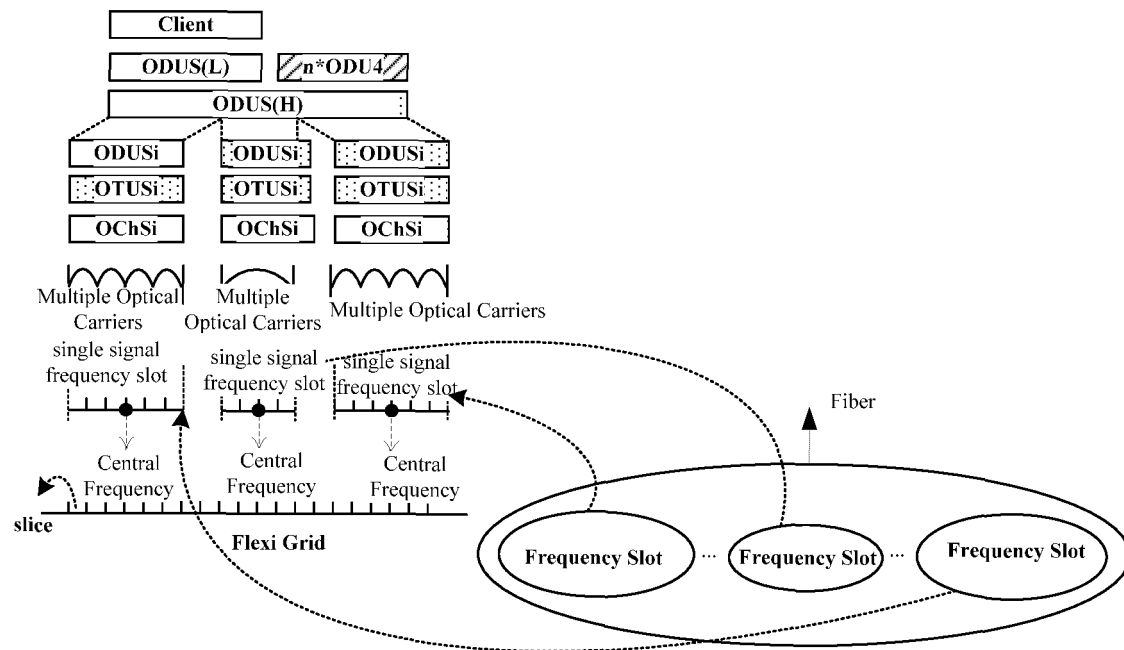 Client
ODUS(L)
n*ODU4
ODUS(H)
ODUSi
ODUSi
ODUSi
OTUSi
OTUSi
OTUSi
OChSi
OChSi
OChSi
Multiple Optical
Carriers
Multiple
Optical Carriers
Multiple Optical Carriers
single signal
frequency slot
single signal
frequency slot
single signal
frequency slot
Fiber
Central
Frequency
Central
Frequency
Central
Frequency
slice
Flexi Grid
Frequency Slot
...
Frequency Slot
...
Frequency Slot